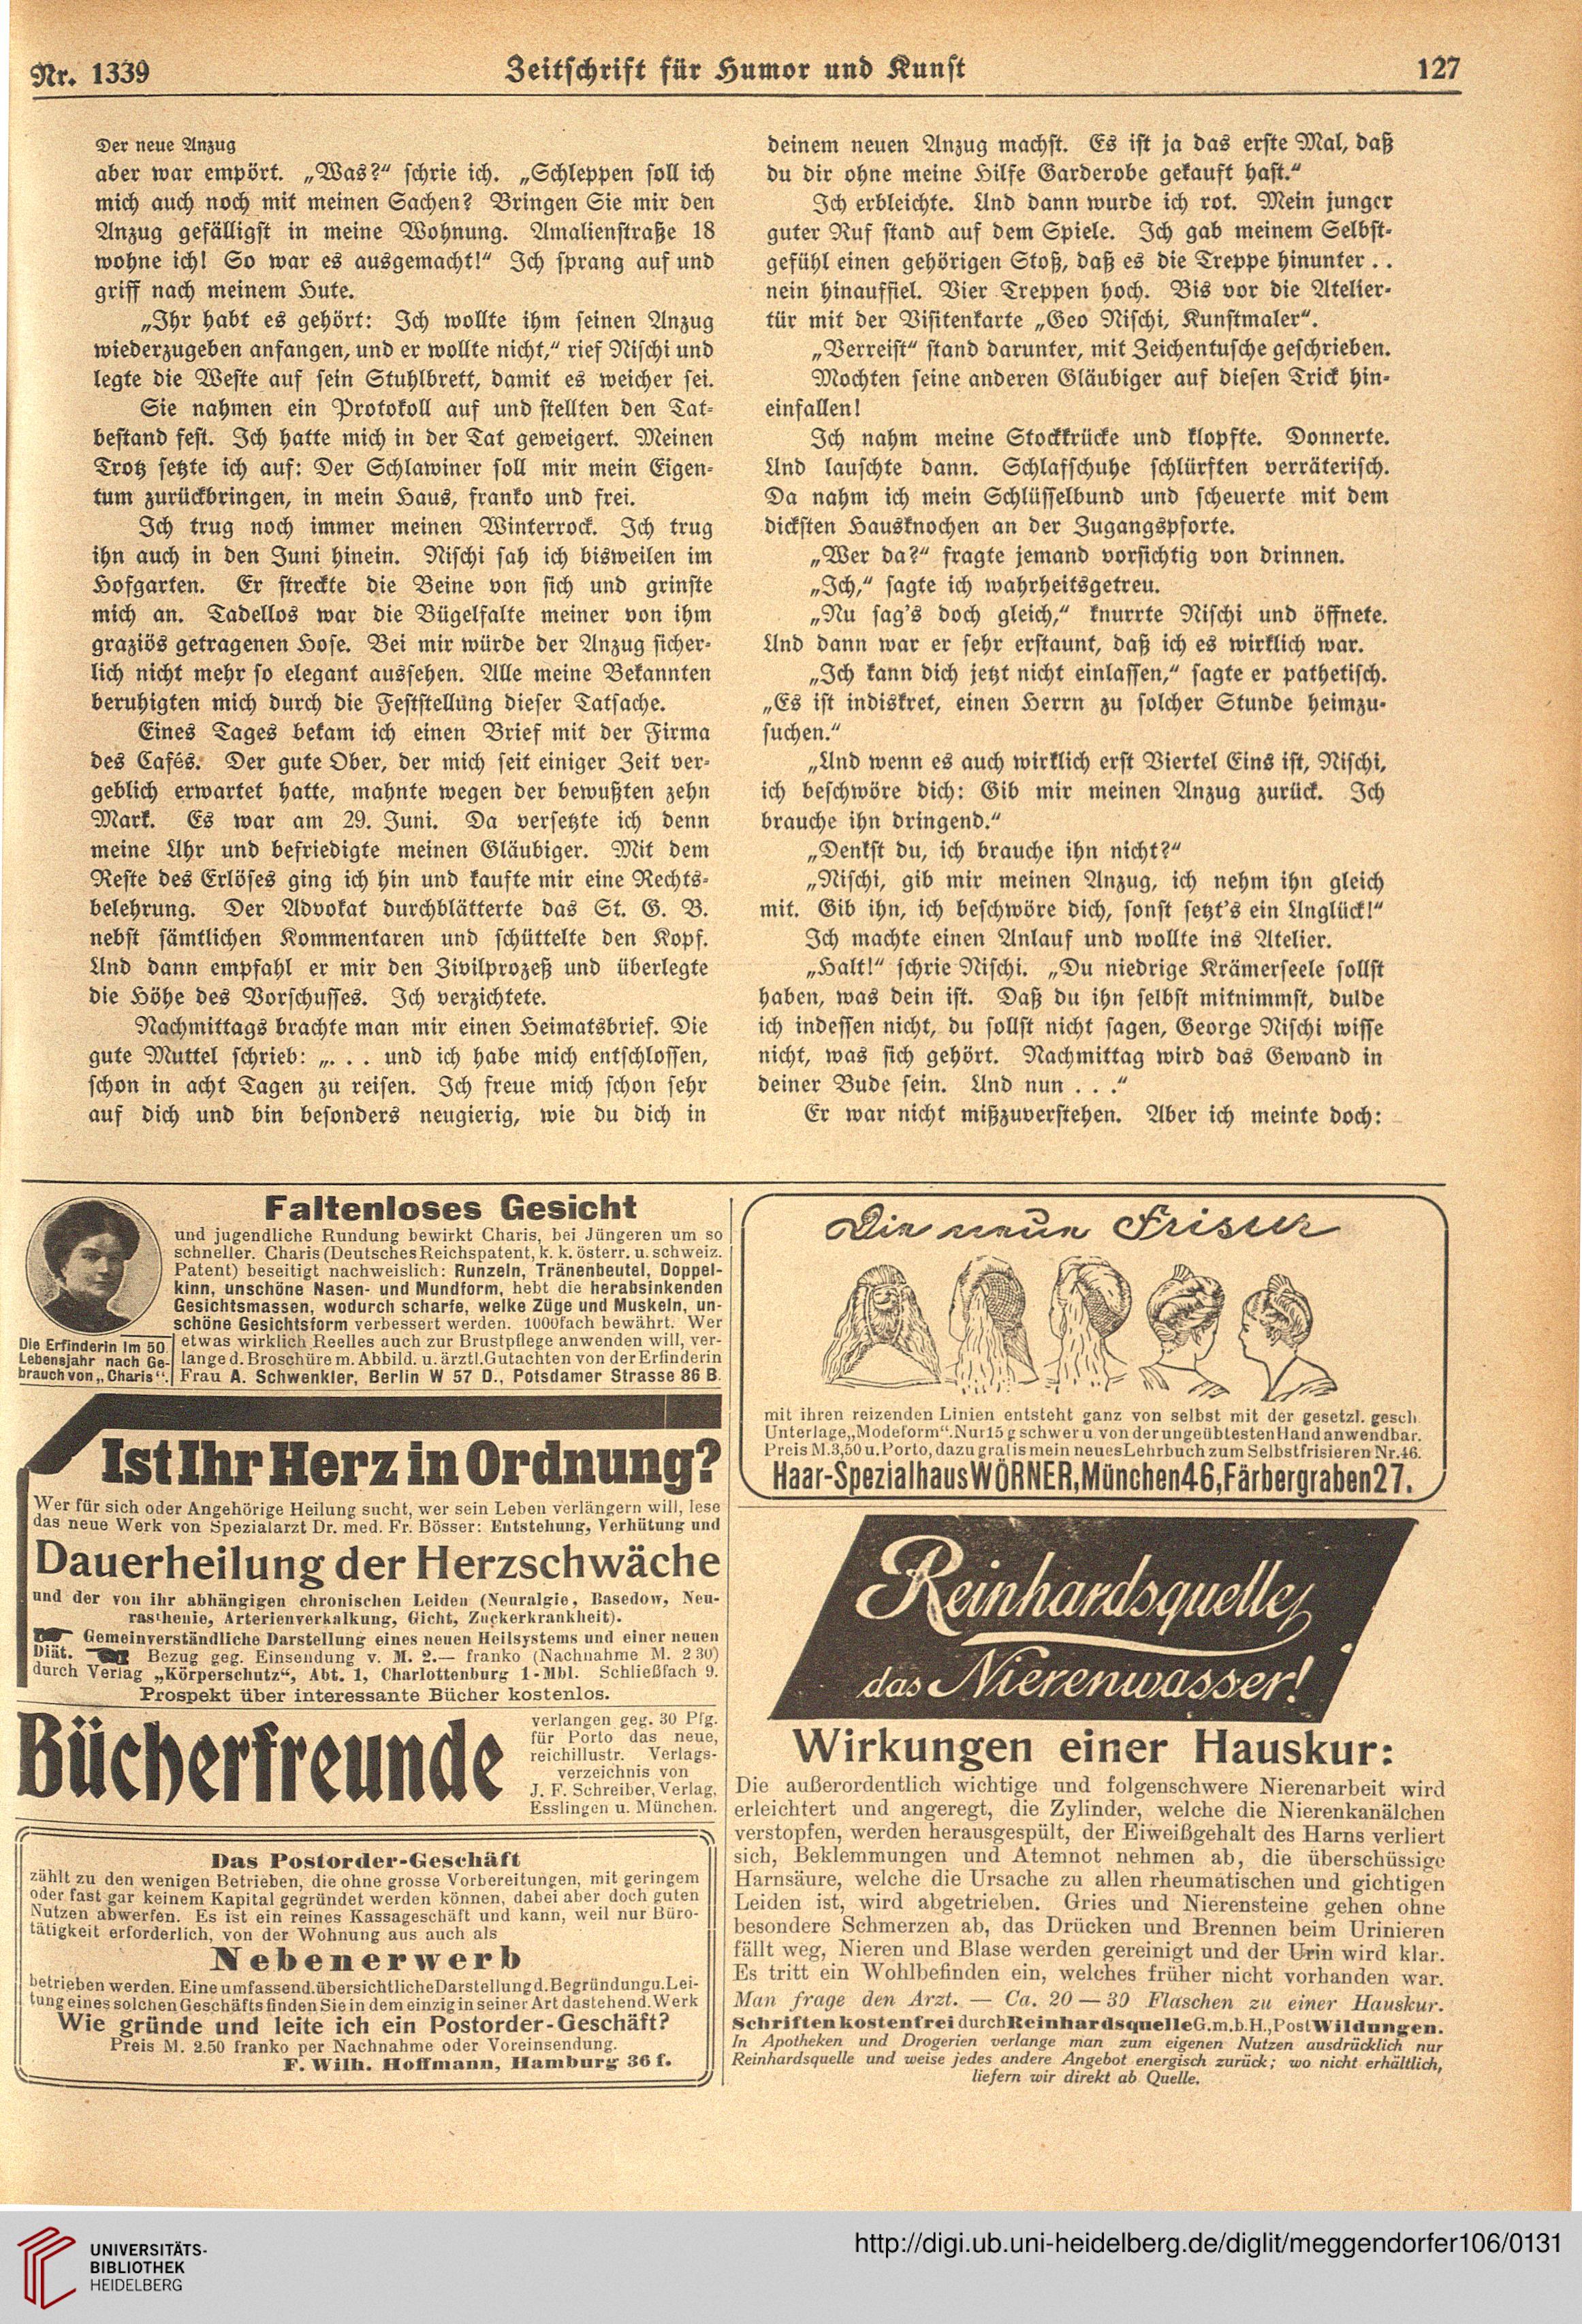 Nr. 1339
Zeitschrift für Humor und Kunst
127
Der neue Anzug
aber war empört. „Was?“ schrie ich. „Schleppen soll ich
mich auch noch mit meinen Sachen? Bringen Sie mir den
Anzug gefälligst in meine Wohnung. Amalienstraße 18
wohne ich! So war es ausgemacht!“ Ich sprang auf und
griff nach meinem Hute.
„Ihr habt es gehört: Ich wollte ihm seinen Anzug
wiederzugeben anfangen, und er wollte nicht,“ rief Nischi und
legte die Weste auf sein Stuhlbrett, damit es weicher sei.
Sie nahmen ein Protokoll auf und stellten den Tat-
bestand fest. Ich hatte mich in der Tat geweigert. Meinen
Trotz setzte ich auf: Der Schlawiner soll mir mein Eigen-
tum zurückbringen, in mein Haus, franko und frei.
Ich trug noch immer meinen Winterrock. Ich trug
ihn auch in den Juni hinein. Nischi sah ich bisweilen im
Hofgarten. Er streckte die Beine von sich und grinste
mich an. Tadellos war die Bügelfalte meiner von ihm
graziös getragenen Hose. Bei mir würde der Anzug sicher-
lich nicht mehr so elegant aussehen. Alle meine Bekannten
beruhigten mich durch die Feststellung dieser Tatsache.
Eines Tages bekam ich einen Brief mit der Firma
des Cafés. Der gute Ober, der mich seit einiger Zeit ver-
geblich erwartet hatte, mahnte wegen der bewußten zehn
Mark. Es war am 29. Juni. Da versetzte ich denn
meine Uhr und befriedigte meinen Gläubiger. Mit dem
Reste des Erlöses ging ich hin und kaufte mir eine Rechts-
belehrung. Der Advokat durchblätterte das St. G. B.
nebst sämtlichen Kommentaren und schüttelte den Kopf.
Und dann empfahl er mir den Zivilprozeß und überlegte
die Höhe des Vorschusses. Ich verzichtete.
Nachmittags brachte man mir einen Heimatsbrief. Die
gute Muttel schrieb: „. . . und ich habe mich entschlossen,
schon in acht Tagen zu reisen. Ich freue mich schon sehr
auf dich und bin besonders neugierig, wie du dich in
deinem neuen Anzug machst. Es ist ja das erste Mal, daß
du dir ohne meine Hilfe Garderobe gekauft hast.“
Ich erbleichte. Und dann wurde ich rot. Mein junger
guter Ruf stand auf dem Spiele. Ich gab meinem Selbst-
gefühl einen gehörigen Stoß, daß es die Treppe hinunter . .
nein hinauffiel. Vier Treppen hoch. Bis vor die Atelier-
tür mit der Visitenkarte „Geo Nischi, Kunstmaler“.
„Verreist“ stand darunter, mit Zeichentusche geschrieben.
Mochten seine anderen Gläubiger auf diesen Trick hin-
einfallen!
Ich nahm meine Stockkrücke und klopfte. Donnerte.
Und lauschte dann. Schlafschuhe schlürften verräterisch.
Da nahm ich mein Schlüsselbund und scheuerte mit dem
dicksten Hausknochen an der Zugangspforte.
„Wer da?“ fragte jemand vorsichtig von drinnen.
„Ich,“ sagte ich wahrheitsgetreu.
„Nu sag's doch gleich,“ knurrte Nischi und öffnete.
Und dann war er sehr erstaunt, daß ich es wirklich war.
„Ich kann dich jetzt nicht einlassen,“ sagte er pathetisch.
„Es ist indiskret, einen Herrn zu solcher Stunde heimzu-
suchen.“
„Und wenn es auch wirklich erst Viertel Eins ist, Nischi,
ich beschwöre dich: Gib mir meinen Anzug zurück. Ich
brauche ihn dringend.“
„Denkst du, ich brauche ihn nicht?“
„Nischi, gib mir meinen Anzug, ich nehm ihn gleich
mit. Gib ihn, ich beschwöre dich, sonst setzt's ein Unglück!“
Ich machte einen Anlauf und wollte ins Atelier.
„Halt!“ schrie Nischi. „Du niedrige Krämerseele sollst
haben, was dein ist. Daß du ihn selbst mitnimmst, dulde
ich indessen nicht, du sollst nicht sagen, George Nischi wisse
nicht, was sich gehört. Nachmittag wird das Gewand in
deiner Bude sein. Und nun . . .“
Er war nicht mißzuverstehen. Aber ich meinte doch:
Faltenloses Gesicht
und jugendliche Rundung bewirkt Charis, bei Jüngeren um so
schneller. Charis (Deutsches Reichspatent, k. k. österr. u. schweiz.
Patent) beseitigt nachweislich: Runzeln, Tränenbeutel, Doppel-
kinn, unschöne Nasen- und Mundform, hebt die herabsinkenden
Gesichtsmassen, wodurch scharfe, welke Züge und Muskeln, un-
schöne Gesichtsform verbessert werden. 1000fach bewährt. Wer
etwas wirklich Reelles auch zur Brustpflege anwenden will, ver-
lange d. Broschüre m. Abbild. u. ärztl. Gutachten von der Erfinderin
Frau A. Schwenkler, Berlin W 57 D., Potsdamer Strasse 86 B.
Die Erfinderin im 50.
Lebensjahr nach Ge-
brauch von „Charis“.
Ist Ihr Herz in Ordnung?
Wer für sich oder Angehörige Heilung sucht, wer sein Leben verlängern will, lese
das neue Werk von Spezialarzt Dr. med. Fr. Bösser: Entstehung, Verhütung und
Dauerheilung der Herzschwäche
und der von ihr abhängigen chronischen Leiden (Neuralgie, Basedow, Neu-
rasthenie, Arterienverkalkung, Gicht, Zuckerkrankheit).
Gemeinverständliche Darstellung eines neuen Heilsystems und einer neuen
Diät. Bezug geg. Einsendung v. M. 2.— franko (Nachnahme M. 2 30)
durch Verlag „Körperschutz“, Abt. 1, Charlottenburg 1-Mbl. Schließfach 9.
Prospekt über interessante Bücher kostenlos.
Bücherfreunde
verlangen geg. 30 Pfg.
für Porto das neue,
reichillustr. Verlags-
verzeichnis von
J. F. Schreiber, Verlag,
Esslingen u. München.
Das Postorder-Geschäft
zählt zu den wenigen Betrieben, die ohne grosse Vorbereitungen, mit geringem
oder fast gar keinem Kapital gegründet werden können, dabei aber doch guten
Nutzen abwerfen. Es ist ein reines Kassageschäft und kann, weil nur Büro-
tätigkeit erforderlich, von der Wohnung aus auch als
Nebenerwerb
betrieben werden. Eine umfassend. übersichtliche Darstellung d. Begründung u. Lei-
tung eines solchen Geschäfts finden Sie in dem einzig in seiner Art dastehend. Werk
Wie gründe und leite ich ein Postorder-Geschäft?
Preis M. 2.50 franko per Nachnahme oder Voreinsendung.
F. Wilh. Hoffmann, Hamburg 36 f.
Die neue Frisur
mit ihren reizenden Linien entsteht ganz von selbst mit der gesetzl. gesch.
Unterlage „Modeform“. Nur 15 g schwer u. von der ungeübtesten Hand anwendbar.
Preis M. 3,50 u. Porto, dazu gratis mein neues Lehrbuch zum Selbstfrisieren Nr. 46.
Haar-Spezialhaus WÖRNER, München 46, Färbergraben 27.
Reinhardsquelle
das Nierenwasser!
Wirkungen einer Hauskur:
Die außerordentlich wichtige und folgenschwere Nierenarbeit wird
erleichtert und angeregt, die Zylinder, welche die Nierenkanälchen
verstopfen, werden herausgespült, der Eiweißgehalt des Harns verliert
sich, Beklemmungen und Atemnot nehmen ab, die überschüssige
Harnsäure, welche die Ursache zu allen rheumatischen und gichtigen
Leiden ist, wird abgetrieben. Gries und Nierensteine gehen ohne
besondere Schmerzen ab, das Drücken und Brennen beim Urinieren
fällt weg, Nieren und Blase werden gereinigt und der Urin wird klar.
Es tritt ein Wohlbefinden ein, welches früher nicht vorhanden war.
Man frage den Arzt. — Ca. 20 — 30 Flaschen zu einer Hauskur.
Schriften kostenfrei durch Reinhardsquelle G. m. b. H., Post Wildungen.
In Apotheken und Drogerien verlange man zum eigenen Nutzen ausdrücklich nur
Reinhardsquelle und weise jedes andere Angebot energisch zurück; wo nicht erhältlich,
liefern wir direkt ab Quelle.
UNIVERSITÄTS-
BIBLIOTHEK
HEIDELBERG
http://digi.ub.uni-heidelberg.de/diglit/meggendorfer106/0131